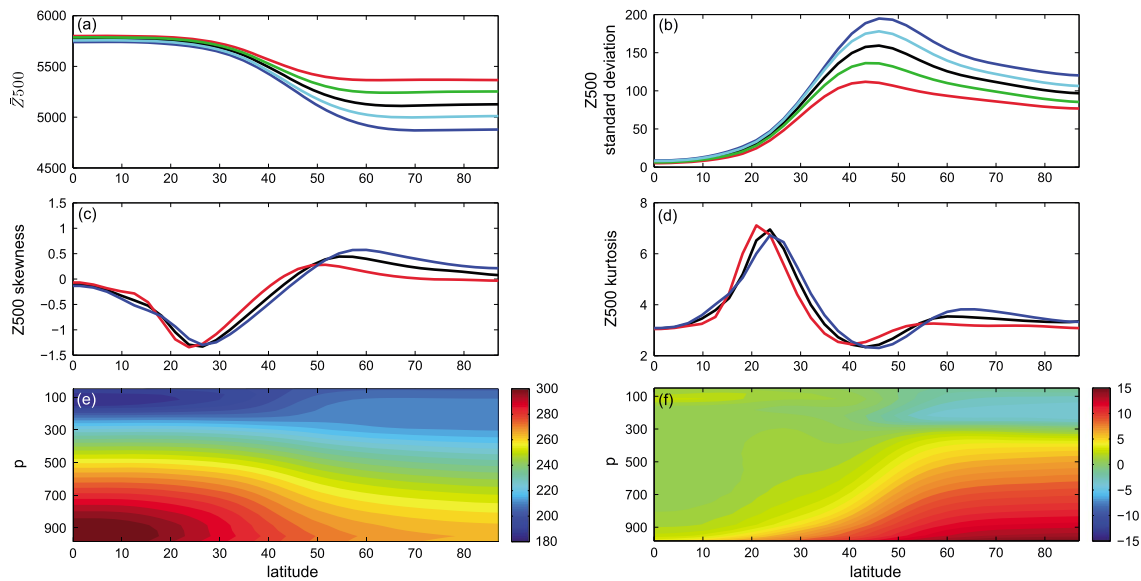 (a)
Z̄500
6000
5500
5000
4500
0 10 20 30 40 50 60 70 80
(b)
Z500
standard deviation
200
150
100
50
0
0 10 20 30 40 50 60 70 80
(c)
Z500 skewness
1.5
1
0.5
0
−0.5
−1
−1.5
0 10 20 30 40 50 60 70 80
(d)
Z500 kurtosis
8
6
4
2
0 10 20 30 40 50 60 70 80
(e)
p
100
300
500
700
900
0 10 20 30 40 50 60 70 80
latitude
300
280
260
240
220
200
180
(f)
p
100
300
500
700
900
0 10 20 30 40 50 60 70 80
latitude
15
10
5
0
−5
−10
−15